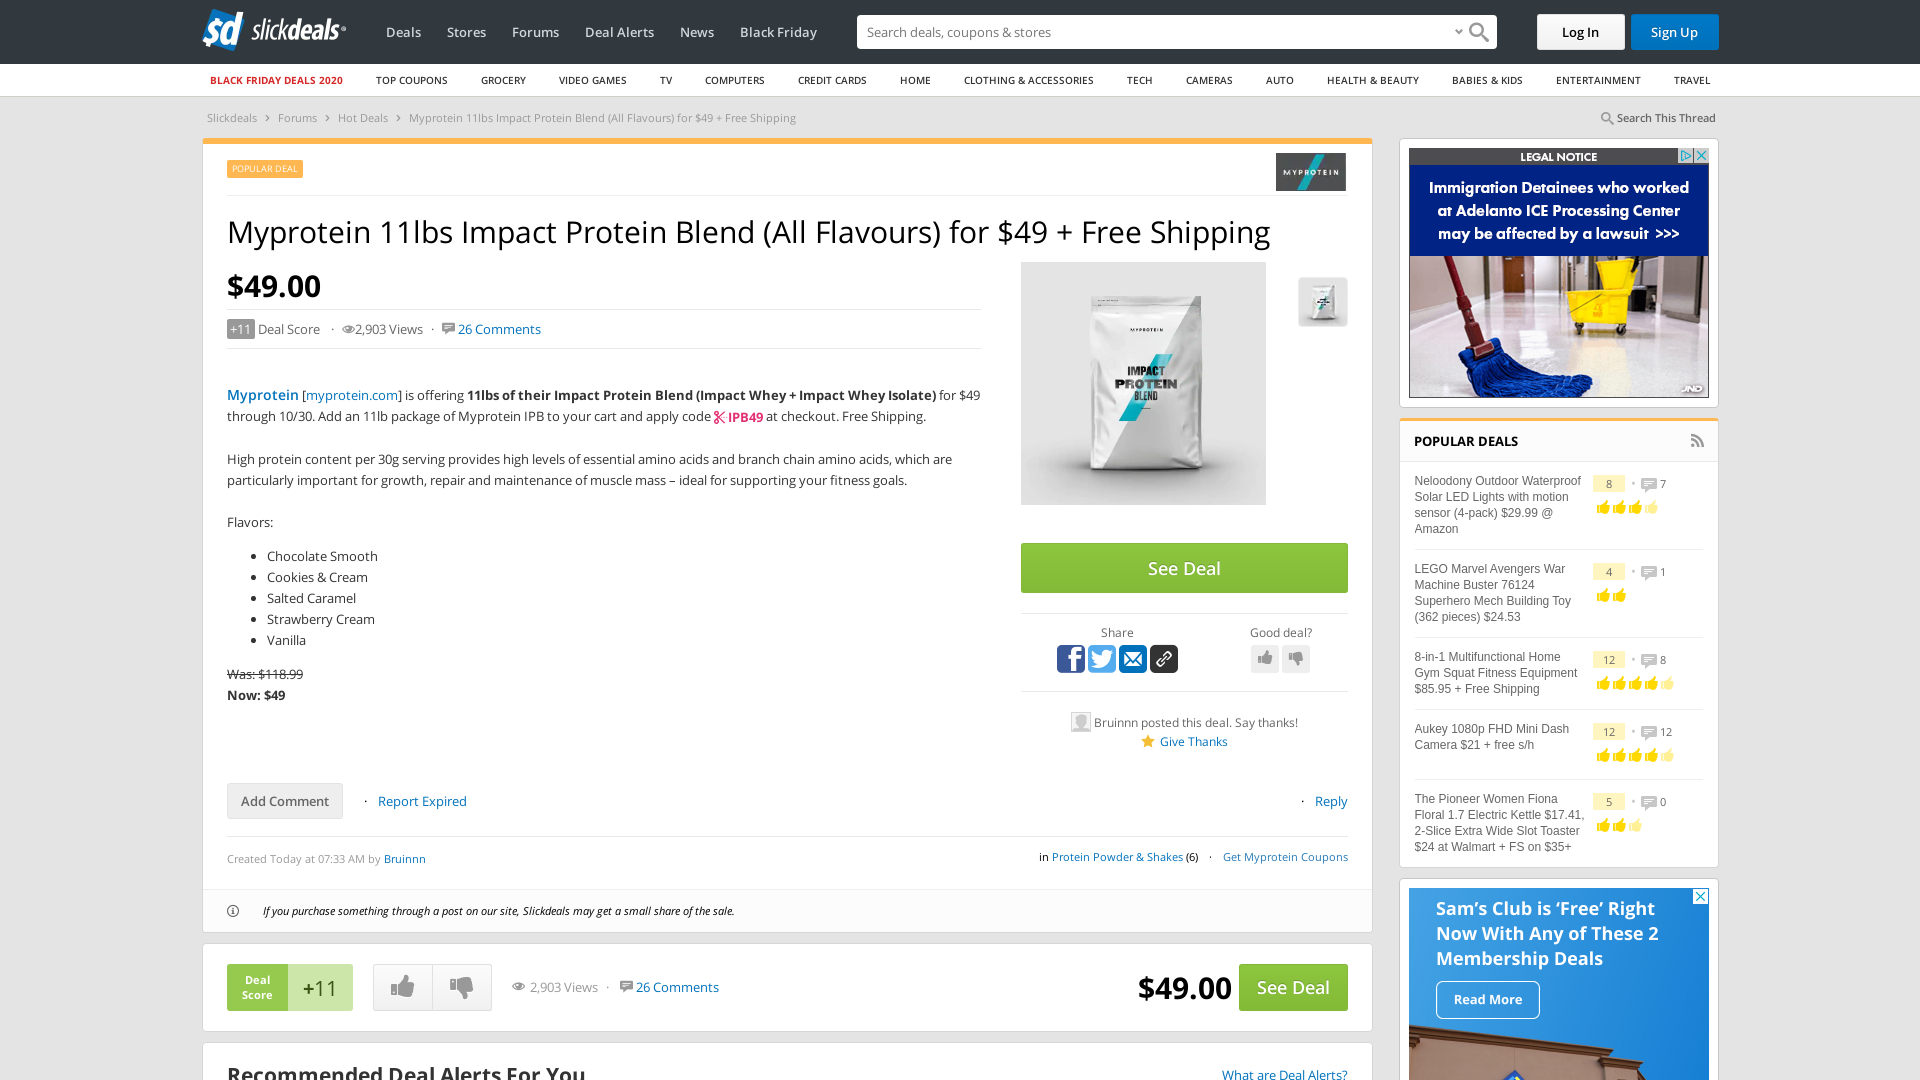 slickdeals
Deals
Stores
Forums
Deal Alerts
News
Black Friday
Search deals, coupons & stores
Log In
Sign Up
BLACK FRIDAY DEALS 2020
TOP COUPONS
GROCERY
VIDEO GAMES
TV
COMPUTERS
CREDIT CARDS
HOME
CLOTHING & ACCESSORIES
TECH
CAMERAS
AUTO
HEALTH & BEAUTY
BABIES & KIDS
ENTERTAINMENT
TRAVEL
Slickdeals › Forums › Hot Deals › Myprotein 11lbs Impact Protein Blend (All Flavours) for $49 + Free Shipping
Search This Thread
POPULAR DEAL
MYPROTEIN
Myprotein 11lbs Impact Protein Blend (All Flavours) for $49 + Free Shipping
$49.00
+11 Deal Score · 2,903 Views · 26 Comments
Myprotein [myprotein.com] is offering 11lbs of their Impact Protein Blend (Impact Whey + Impact Whey Isolate) for $49
through 10/30. Add an 11lb package of Myprotein IPB to your cart and apply code IPB49 at checkout. Free Shipping.
High protein content per 30g serving provides high levels of essential amino acids and branch chain amino acids, which are
particularly important for growth, repair and maintenance of muscle mass – ideal for supporting your fitness goals.
Flavors:
• Chocolate Smooth
• Cookies & Cream
• Salted Caramel
• Strawberry Cream
• Vanilla
Was: $118.99
Now: $49
MYPROTEIN
IMPACT
PROTEIN
BLEND
See Deal
Share
Good deal?
Bruinnn posted this deal. Say thanks!
Give Thanks
Add Comment
· Report Expired
· Reply
Created Today at 07:33 AM by Bruinnn
in Protein Powder & Shakes (6) · Get Myprotein Coupons
If you purchase something through a post on our site, Slickdeals may get a small share of the sale.
Deal
Score
+11
2,903 Views · 26 Comments
$49.00
See Deal
Recommended Deal Alerts For You
What are Deal Alerts?
LEGAL NOTICE
Immigration Detainees who worked
at Adelanto ICE Processing Center
may be affected by a lawsuit >>>
JND
POPULAR DEALS
Neloodony Outdoor Waterproof
Solar LED Lights with motion
sensor (4-pack) $29.99 @
Amazon
8 • 7
LEGO Marvel Avengers War
Machine Buster 76124
Superhero Mech Building Toy
(362 pieces) $24.53
4 • 1
8-in-1 Multifunctional Home
Gym Squat Fitness Equipment
$85.95 + Free Shipping
12 • 8
Aukey 1080p FHD Mini Dash
Camera $21 + free s/h
12 • 12
The Pioneer Women Fiona
Floral 1.7 Electric Kettle $17.41,
2-Slice Extra Wide Slot Toaster
$24 at Walmart + FS on $35+
5 • 0
Sam's Club is ‘Free’ Right
Now With Any of These 2
Membership Deals
Read More